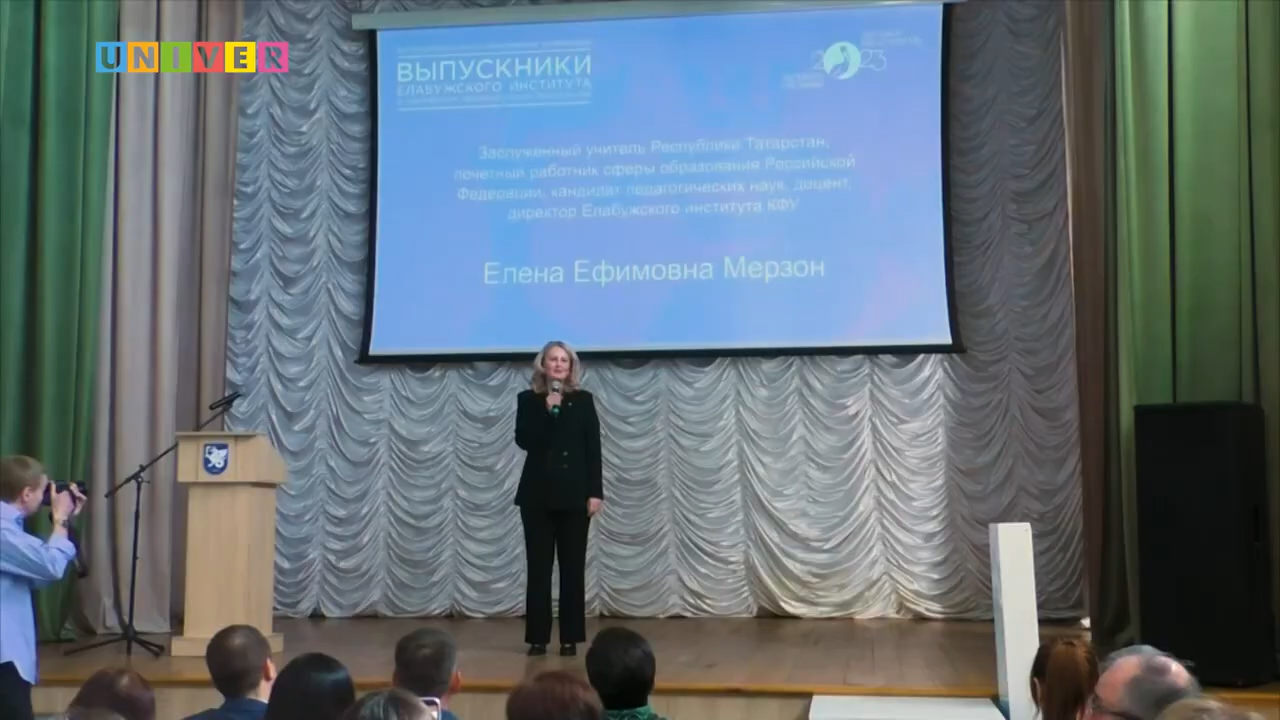 UNIVER
ВЫПУСКНИКИ
ЕЛАБУЖСКОГО ИНСТИТУТА
2023
Заслуженный учитель Республики Татарстан,
почетный работник сферы образования Российской
Федерации, кандидат педагогических наук, доцент,
директор Елабужского института КФУ
Елена Ефимовна Мерзон